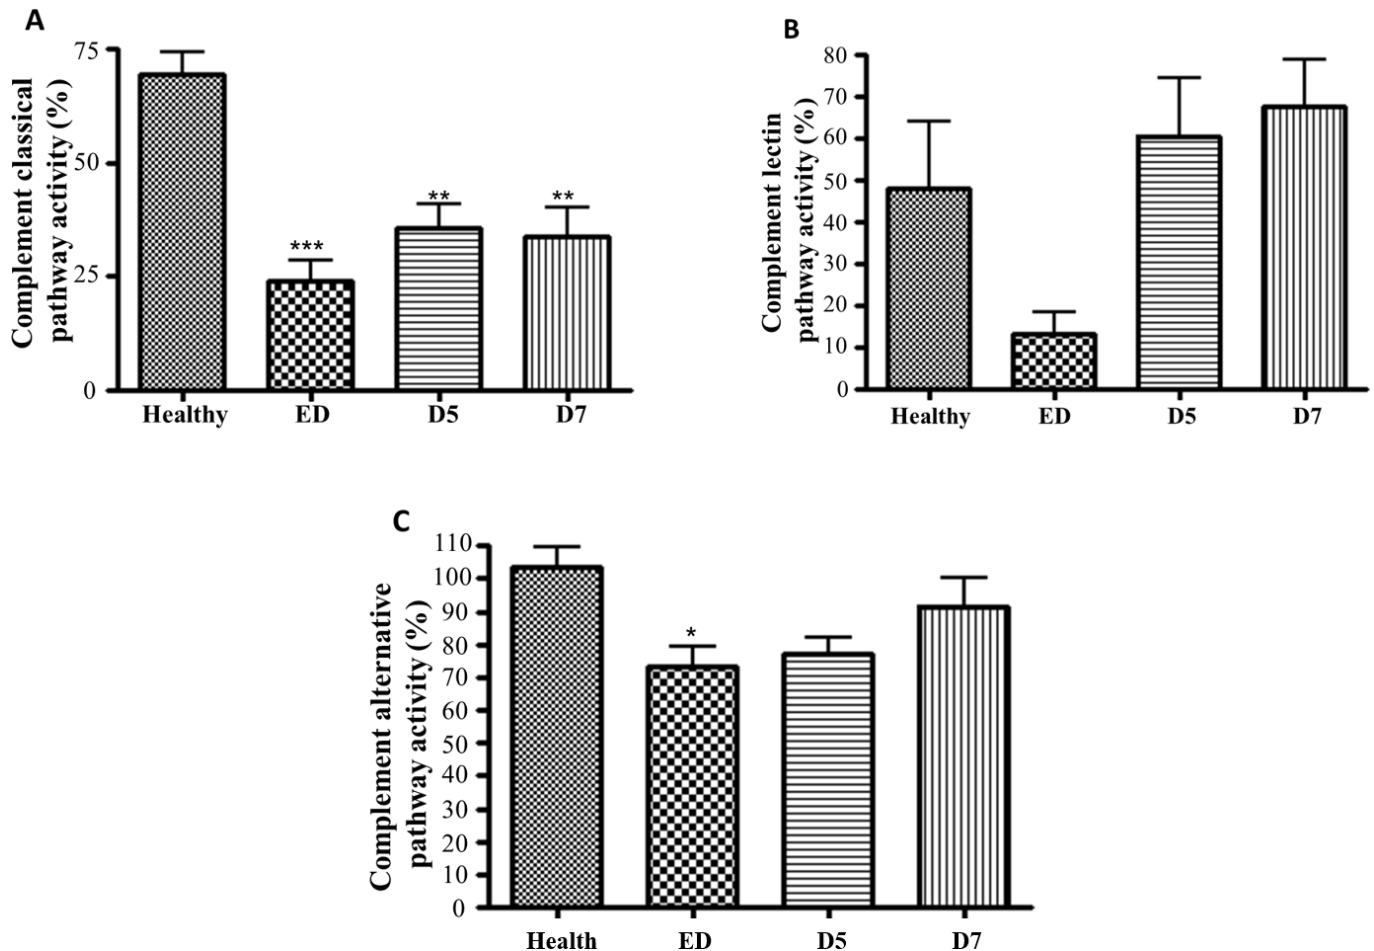 A
Complement classical
pathway activity (%)
75
50
25
0
***
**
**
Healthy
ED
D5
D7
B
Complement lectin
pathway activity (%)
80
70
60
50
40
30
20
10
0
Healthy
ED
D5
D7
C
Complement alternative
pathway activity (%)
110
100
90
80
70
60
50
40
30
20
10
0
*
Health
ED
D5
D7